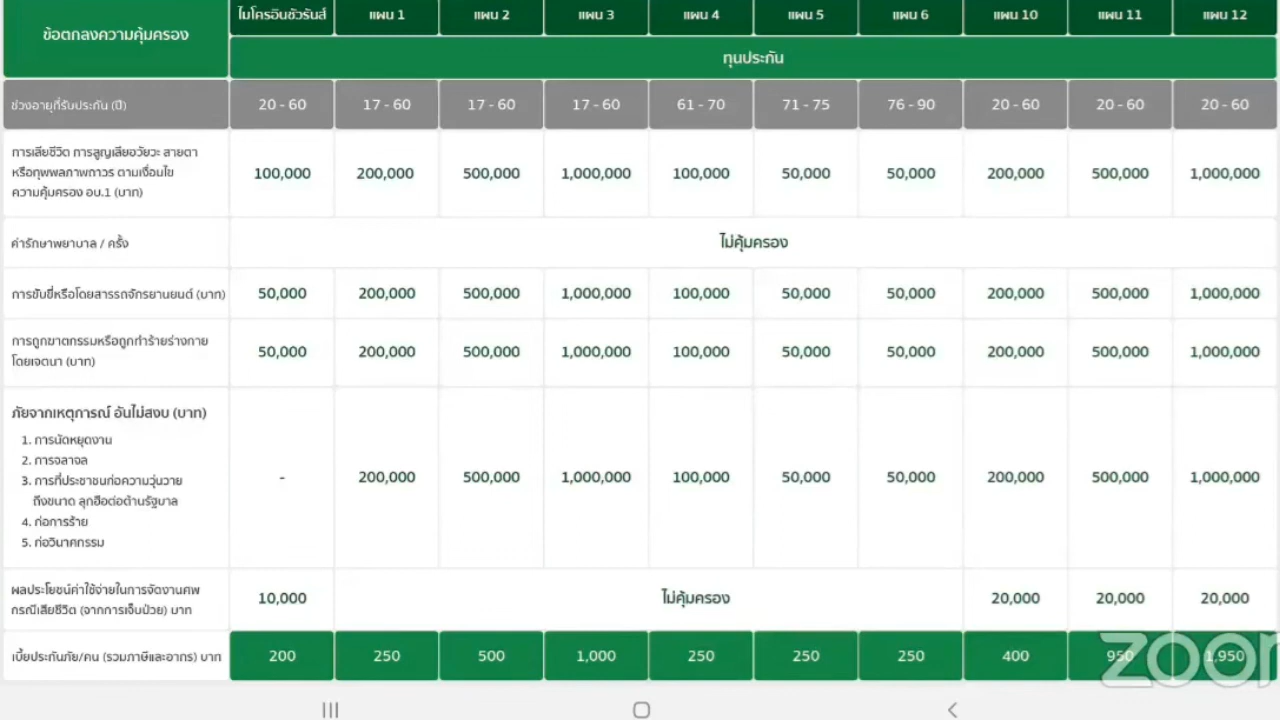 ข้อตกลงความคุ้มครอง
ไมโครอินชัวรันส์ แผน 1 แผน 2 แผน 3 แผน 4 แผน 5 แผน 6 แผน 10 แผน 11 แผน 12
ทุนประกัน
ช่วงอายุที่รับประกัน (ปี) 20 - 60 17 - 60 17 - 60 17 - 60 61 - 70 71 - 75 76 - 90 20 - 60 20 - 60 20 - 60
การเสียชีวิต การสูญเสียอวัยวะ สายตา
หรือทุพพลภาพถาวร ตามเงื่อนไข
ความคุ้มครอง อบ.1 (บาท)
100,000 200,000 500,000 1,000,000 100,000 50,000 50,000 200,000 500,000 1,000,000
ค่ารักษาพยาบาล / ครั้ง ไม่คุ้มครอง
การขับขี่หรือโดยสารรถจักรยานยนต์ (บาท) 50,000 200,000 500,000 1,000,000 100,000 50,000 50,000 200,000 500,000 1,000,000
การถูกฆาตกรรมหรือถูกทำร้ายร่างกาย
โดยเจตนา (บาท)
50,000 200,000 500,000 1,000,000 100,000 50,000 50,000 200,000 500,000 1,000,000
ภัยจากเหตุการณ์ อันไม่สงบ (บาท)
1. การนัดหยุดงาน
2. การจลาจล
3. การที่ประชาชนก่อความวุ่นวาย
ถึงขนาด ลุกฮือต่อต้านรัฐบาล
4. ก่อการร้าย
5. ก่อวินาศกรรม
- 200,000 500,000 1,000,000 100,000 50,000 50,000 200,000 500,000 1,000,000
ผลประโยชน์ค่าใช้จ่ายในการจัดงานศพ
กรณีเสียชีวิต (จากการเจ็บป่วย) บาท
10,000 ไม่คุ้มครอง 20,000 20,000 20,000
เบี้ยประกันภัย/คน (รวมภาษีและอากร) บาท 200 250 500 1,000 250 250 250 400 950 1,950
zoom